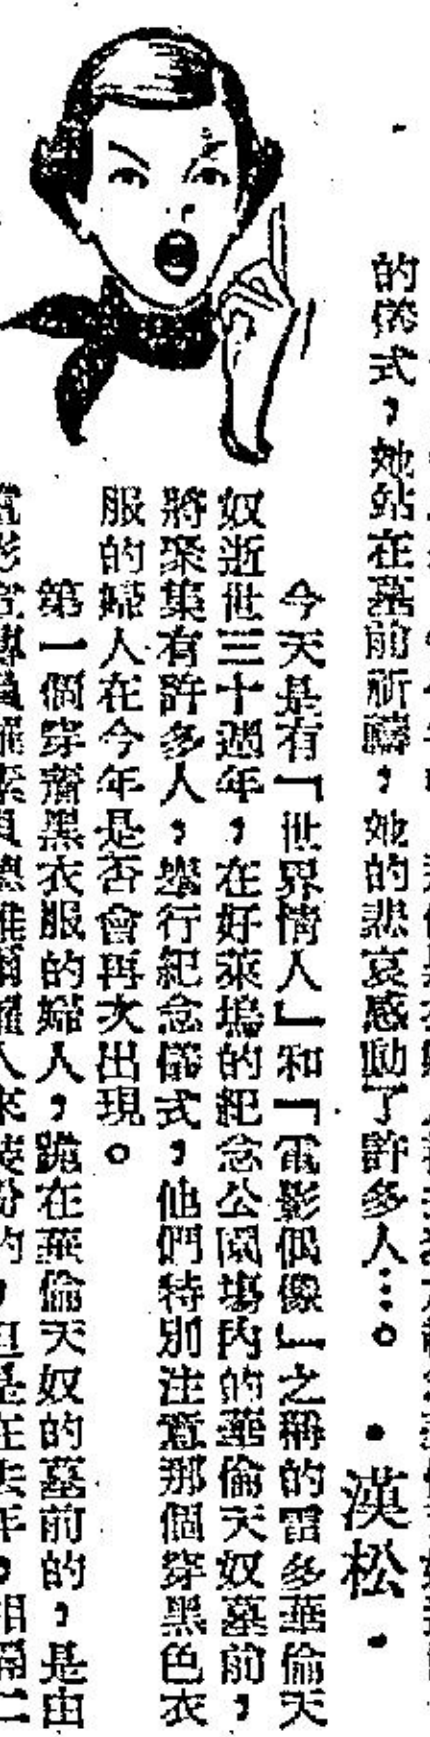 的儀式，她站在墓前祈禱，她的悲哀感動了許多人…。
・漢松・
今天是有「世界情人」和「電影偶像」之稱的雷多華倫天
奴逝世三十週年，在好萊塢的紀念公園塲內的華倫天奴墓前，
將聚集有許多人，舉行紀念儀式，他們特別注意那個穿黑色衣
服的婦人在今年是否會再次出現。
第一個穿齊黑衣服的婦人，跪在華倫天奴的墓前的，是由